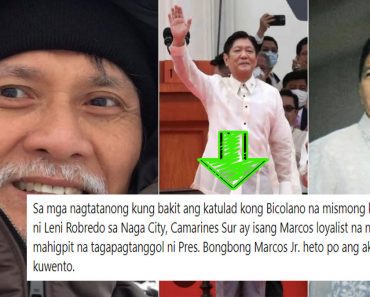 Sa mga nagtatanong kung bakit ang katulad kong Bicolano na mismong
ni Leni Robredo sa Naga City, Camarines Sur ay isang Marcos loyalist na
mahigpit na tagapagtanggol ni Pres. Bongbong Marcos Jr. heto po ang
kuwento.